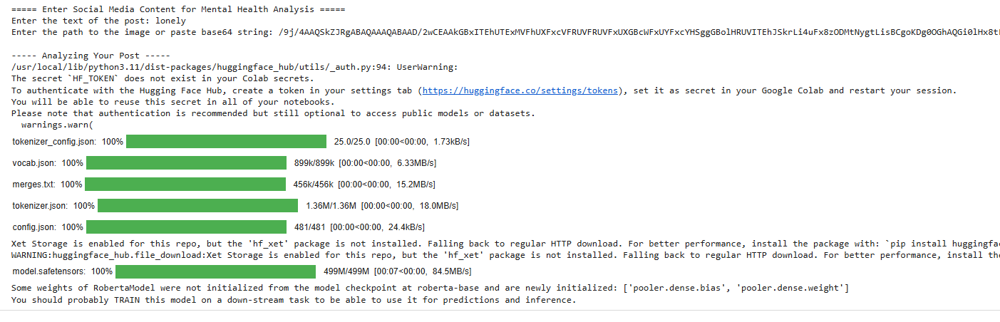 ===== Enter Social Media Content for Mental Health Analysis =====
Enter the text of the post: lonely
Enter the path to the image or paste base64 string: /9j/4AAQSkZJRgABAQAAAQABAAD/2wCEAAkGBxITEhUTExMVFhUXFxcVFRUVFRUVFxUXGBcWFxUYFxcYHSggGBolHRUVITEhJSkrLi4uFx8zODMtNygtLisBCgoKDg0OGhAQGi0lHx8t
----- Analyzing Your Post -----
/usr/local/lib/python3.11/dist-packages/huggingface_hub/utils/_auth.py:94: UserWarning:
The secret `HF_TOKEN` does not exist in your Colab secrets.
To authenticate with the Hugging Face Hub, create a token in your settings tab (https://huggingface.co/settings/tokens), set it as secret in your Google Colab and restart your session.
You will be able to reuse this secret in all of your notebooks.
Please note that authentication is recommended but still optional to access public models or datasets.
warnings.warn(
tokenizer_config.json: 100% 25.0/25.0 [00:00<00:00, 1.73kB/s]
vocab.json: 100% 899k/899k [00:00<00:00, 6.33MB/s]
merges.txt: 100% 456k/456k [00:00<00:00, 15.2MB/s]
tokenizer.json: 100% 1.36M/1.36M [00:00<00:00, 18.0MB/s]
config.json: 100% 481/481 [00:00<00:00, 24.4kB/s]
Xet Storage is enabled for this repo, but the 'hf_xet' package is not installed. Falling back to regular HTTP download. For better performance, install the package with: `pip install huggingfa
WARNING:huggingface_hub.file_download:Xet Storage is enabled for this repo, but the 'hf_xet' package is not installed. Falling back to regular HTTP download. For better performance, install the
model.safetensors: 100% 499M/499M [00:07<00:00, 84.5MB/s]
Some weights of RobertaModel were not initialized from the model checkpoint at roberta-base and are newly initialized: ['pooler.dense.bias', 'pooler.dense.weight']
You should probably TRAIN this model on a down-stream task to be able to use it for predictions and inference.